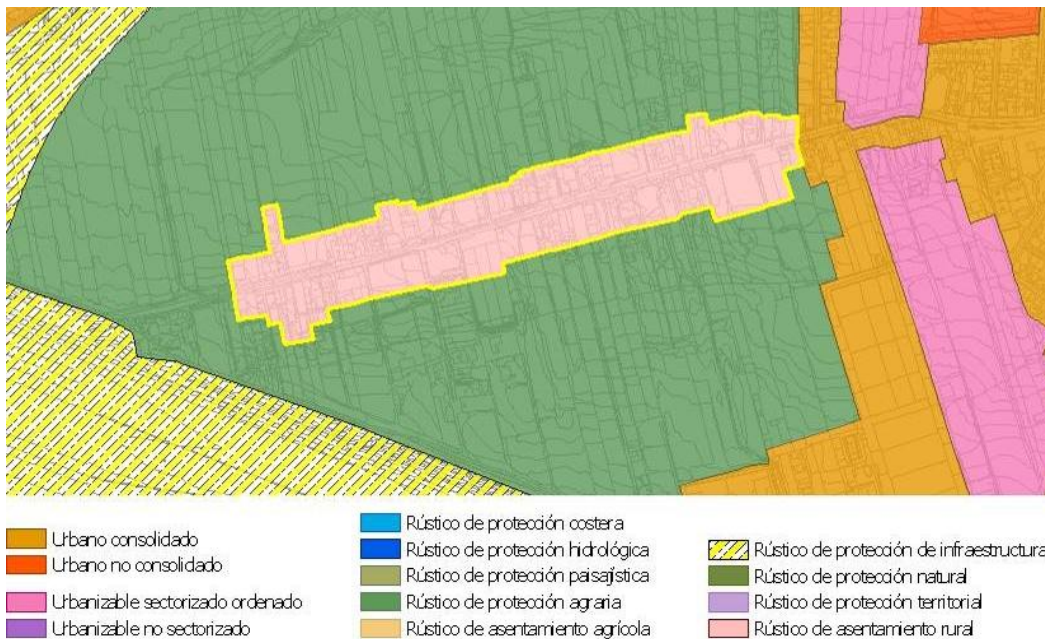 Urbano consolidado
Urbano no consolidado
Urbanizable sectorizado ordenado
Urbanizable no sectorizado
Rústico de protección costera
Rústico de protección hidrológica
Rústico de protección paisajística
Rústico de protección agraria
Rústico de asentamiento agrícola
Rústico de protección de infraestructura
Rústico de protección natural
Rústico de protección territorial
Rústico de asentamiento rural